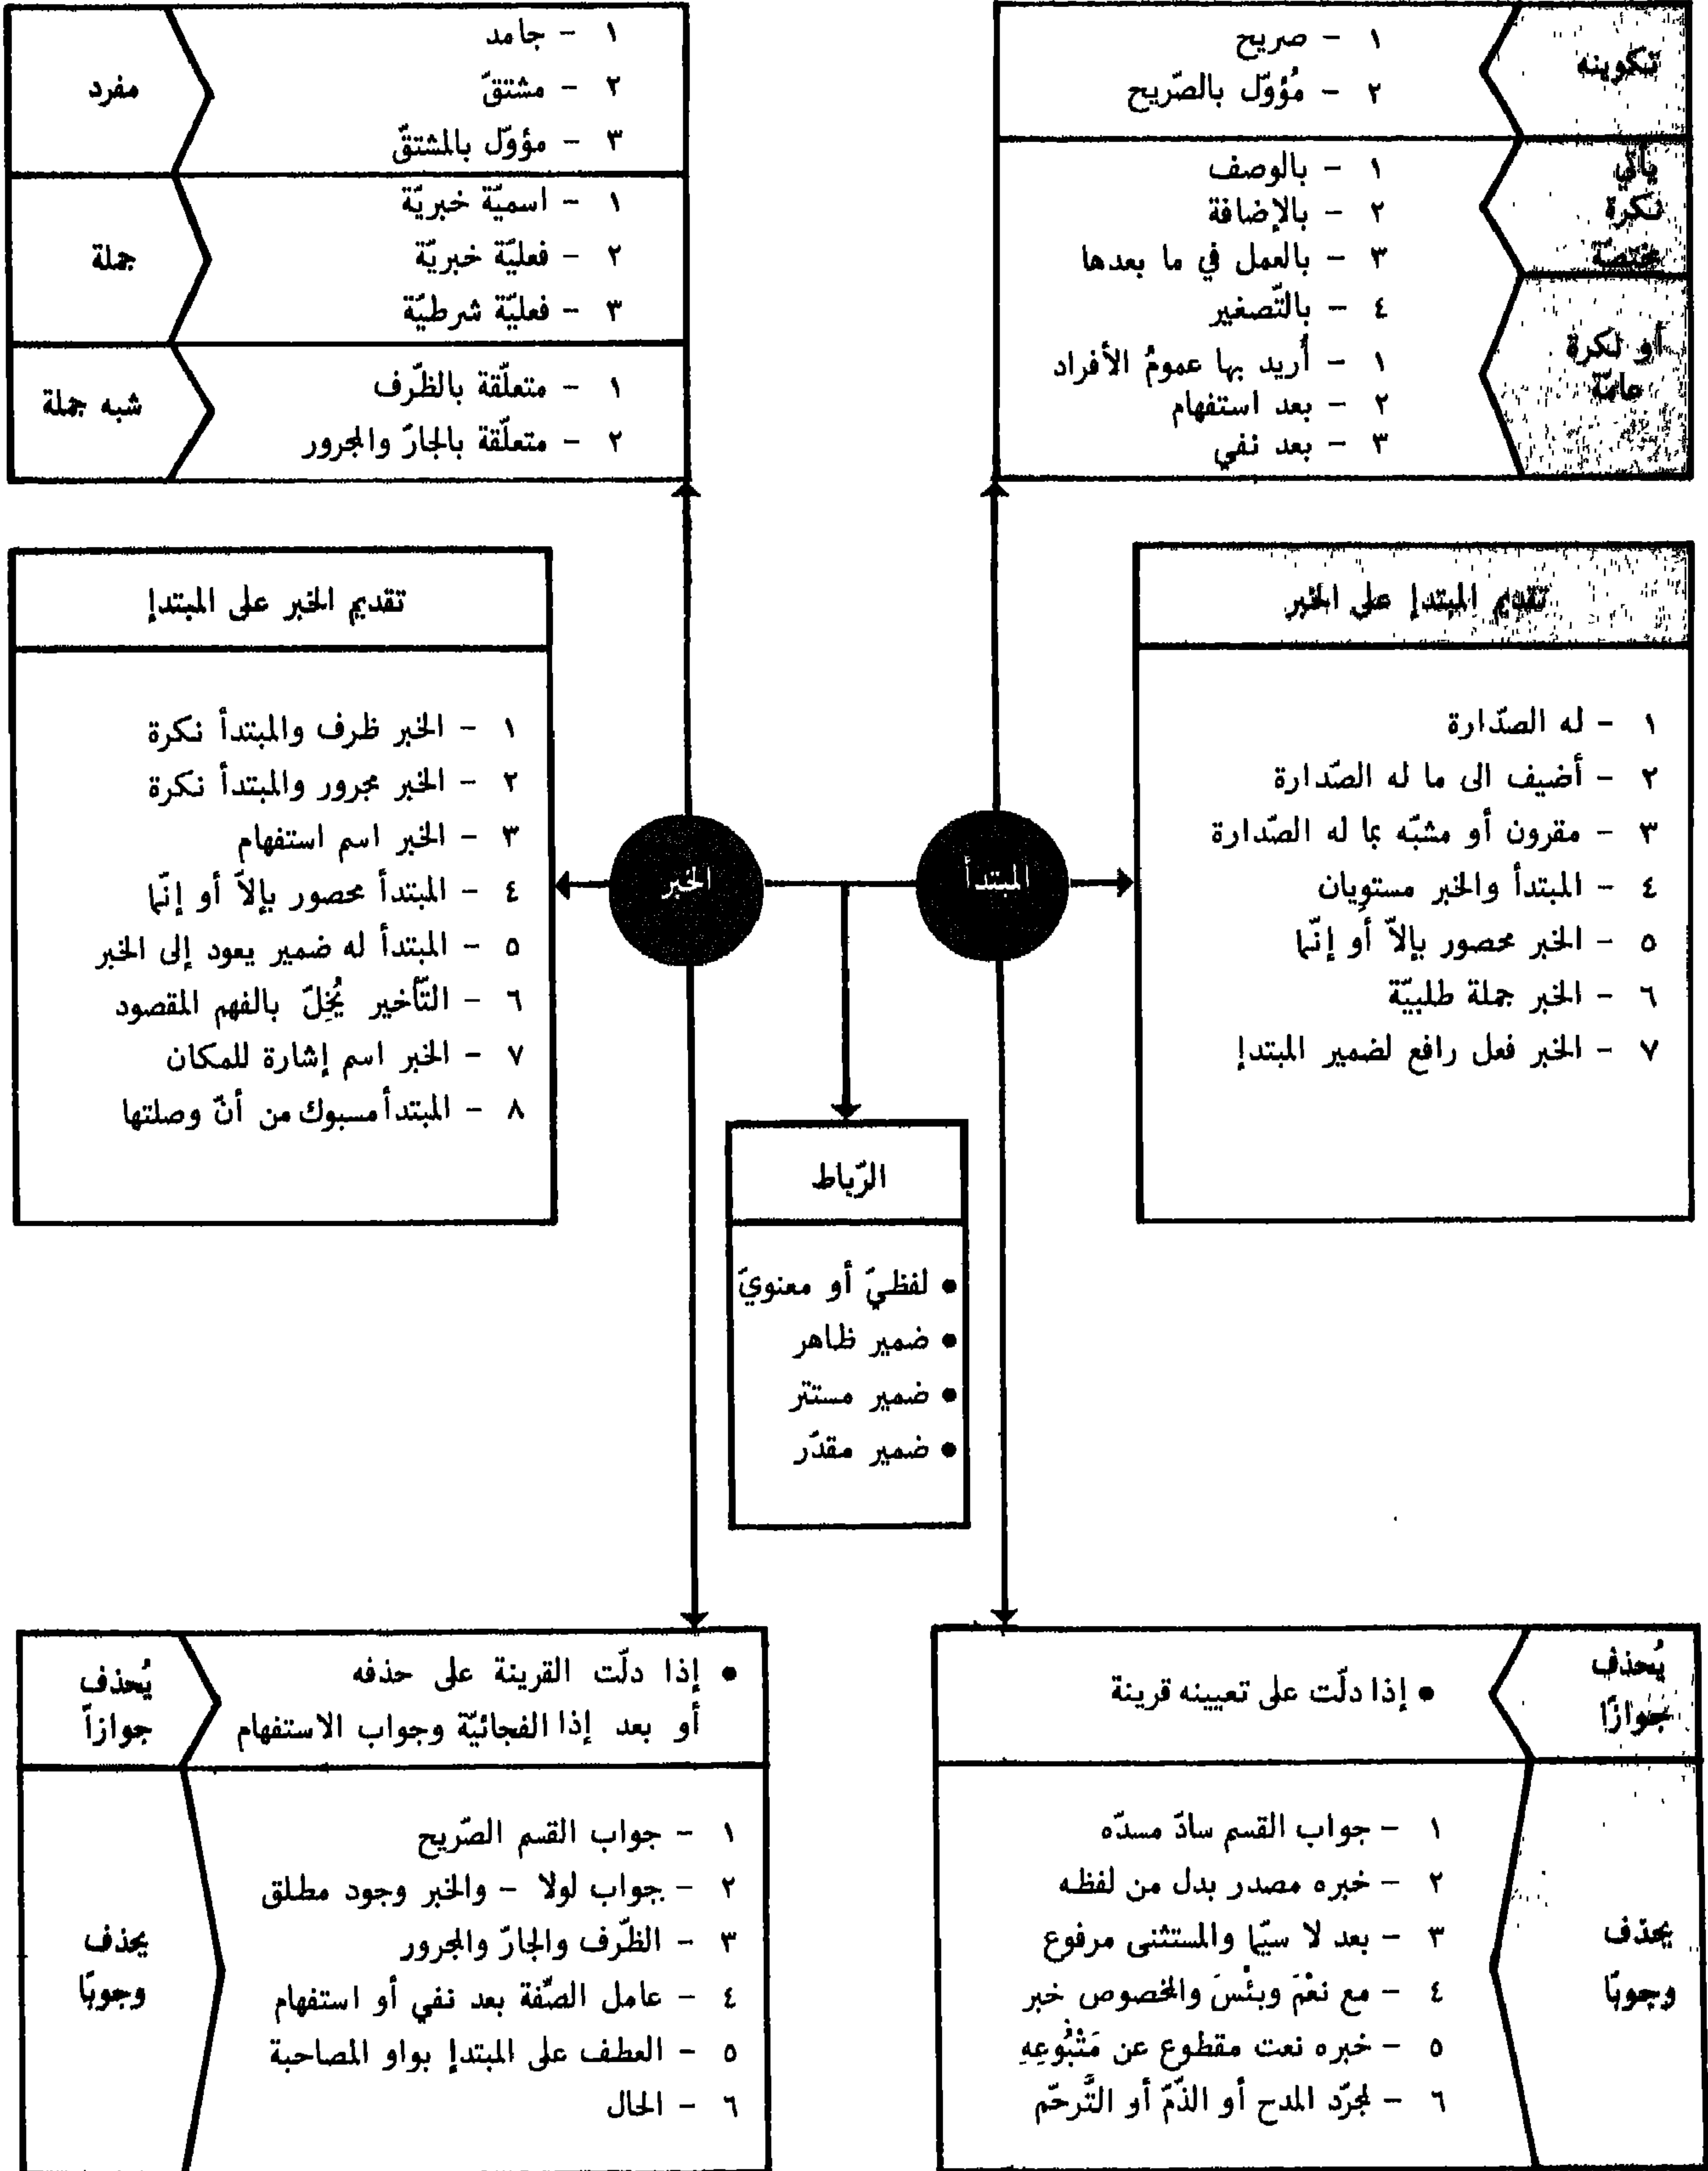 تكوينه
١ - صريح
٢ - مُؤوّل بالصّريح
يأتي
نكرة
مختصة
١ - بالوصف
٢ - بالإضافة
٣ - بالعمل في ما بعدها
٤ - بالتّصغير
أو نكرة
عامّة
١ - أريد بها عمومُ الأفراد
٢ - بعد استفهام
٣ - بعد نفي
مفرد
١ - جامد
٢ - مشتقّ
٣ - مؤوّل بالمشتقّ
جملة
١ - اسميّة خبريّة
٢ - فعليّة خبريّة
٣ - فعليّة شرطيّة
شبه جملة
١ - متعلّقة بالظّرف
٢ - متعلّقة بالجارّ والمجرور
تقديم المبتدإ على الخبر
١ - له الصدّارة
٢ - أضيف الى ما له الصّدارة
٣ - مقرون أو مشبّه بما له الصّدارة
٤ - المبتدأ والخبر مستويان
٥ - الخبر محصور بإلاّ أو إنّما
٦ - الخبر جملة طلبيّة
٧ - الخبر فعل رافع لضمير المبتدإ
تقديم الخبر على المبتدإ
١ - الخبر ظرف والمبتدأ نكرة
٢ - الخبر مجرور والمبتدأ نكرة
٣ - الخبر اسم استفهام
٤ - المبتدأ محصور بإلاّ أو إنّما
٥ - المبتدأ له ضمير يعود إلى الخبر
٦ - التّأخير يُخِلّ بالفهم المقصود
٧ - الخبر اسم إشارة للمكان
٨ - المبتدأ مسبوك من أنّ وصلتها
المبتدأ
الخبر
الرّباط
• لفظيّ أو معنويّ
• ضمير ظاهر
• ضمير مستتر
• ضمير مقدّر
يُحذف
جوازًا
• إذا دلّت على تعيينه قرينة
يحذف
وجوبًا
١ - جواب القسم سادّ مسدّه
٢ - خبره مصدر بدل من لفظه
٣ - بعد لا سيّما والمستثنى مرفوع
٤ - مع نعْمَ وبئْسَ والمخصوص خبر
٥ - خبره نعت مقطوع عن مَتْبُوعِهِ
٦ - لمجرّد المدح أو الذّمّ أو التَّرحّم
يُحذف
جوازاً
• إذا دلّت القرينة على حذفه
أو بعد إذا الفجائيّة وجواب الاستفهام
يحذف
وجوبًا
١ - جواب القسم الصّريح
٢ - جواب لولا - والخبر وجود مطلق
٣ - الظّرف والجارّ والمجرور
٤ - عامل الصّفة بعد نفي أو استفهام
٥ - العطف على المبتدإ بواو المصاحبة
٦ - الحال